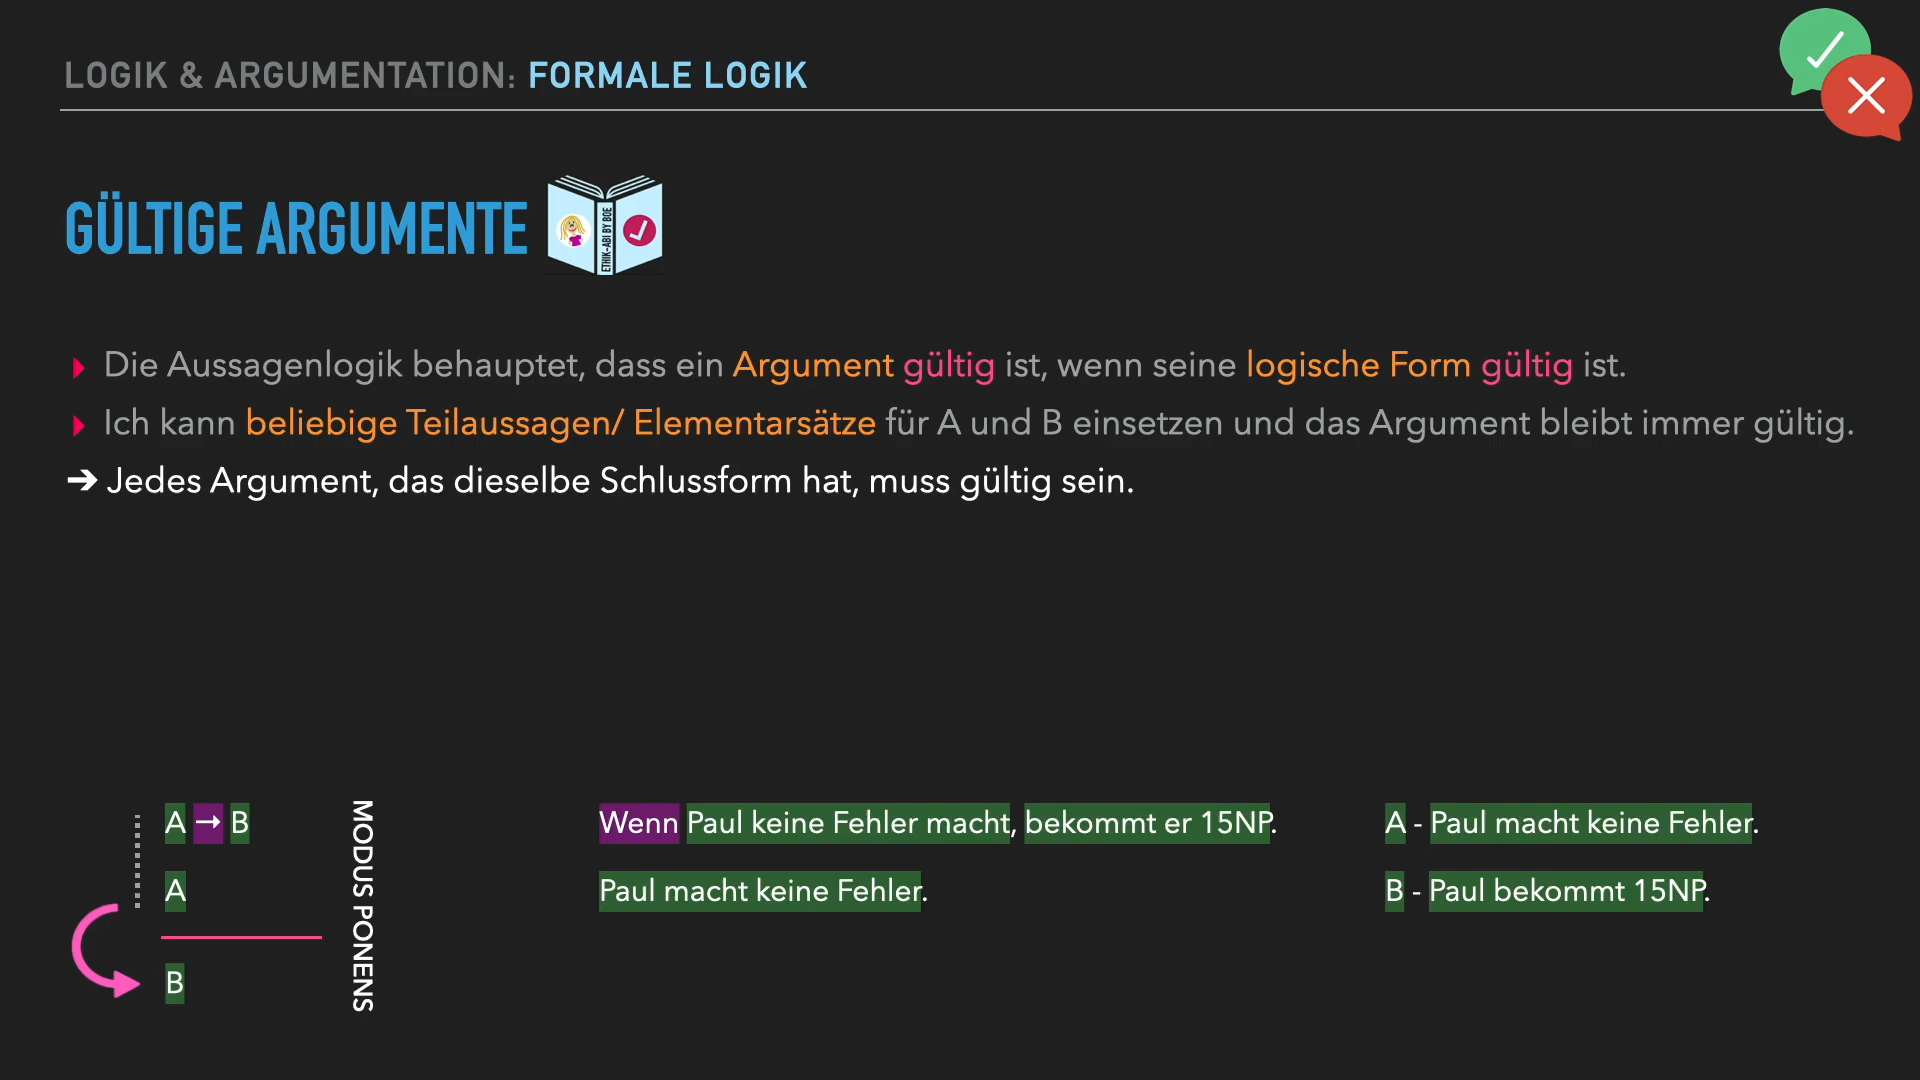 LOGIK & ARGUMENTATION: FORMALE LOGIK
GÜLTIGE ARGUMENTE
ETHIK-ABI BY BOE
Die Aussagenlogik behauptet, dass ein Argument gültig ist, wenn seine logische Form gültig ist.
Ich kann beliebige Teilaussagen/ Elementarsätze für A und B einsetzen und das Argument bleibt immer gültig.
➔ Jedes Argument, das dieselbe Schlussform hat, muss gültig sein.
A → B
A
B
MODUS PONENS
Wenn Paul keine Fehler macht, bekommt er 15NP.
Paul macht keine Fehler.
A - Paul macht keine Fehler.
B - Paul bekommt 15NP.